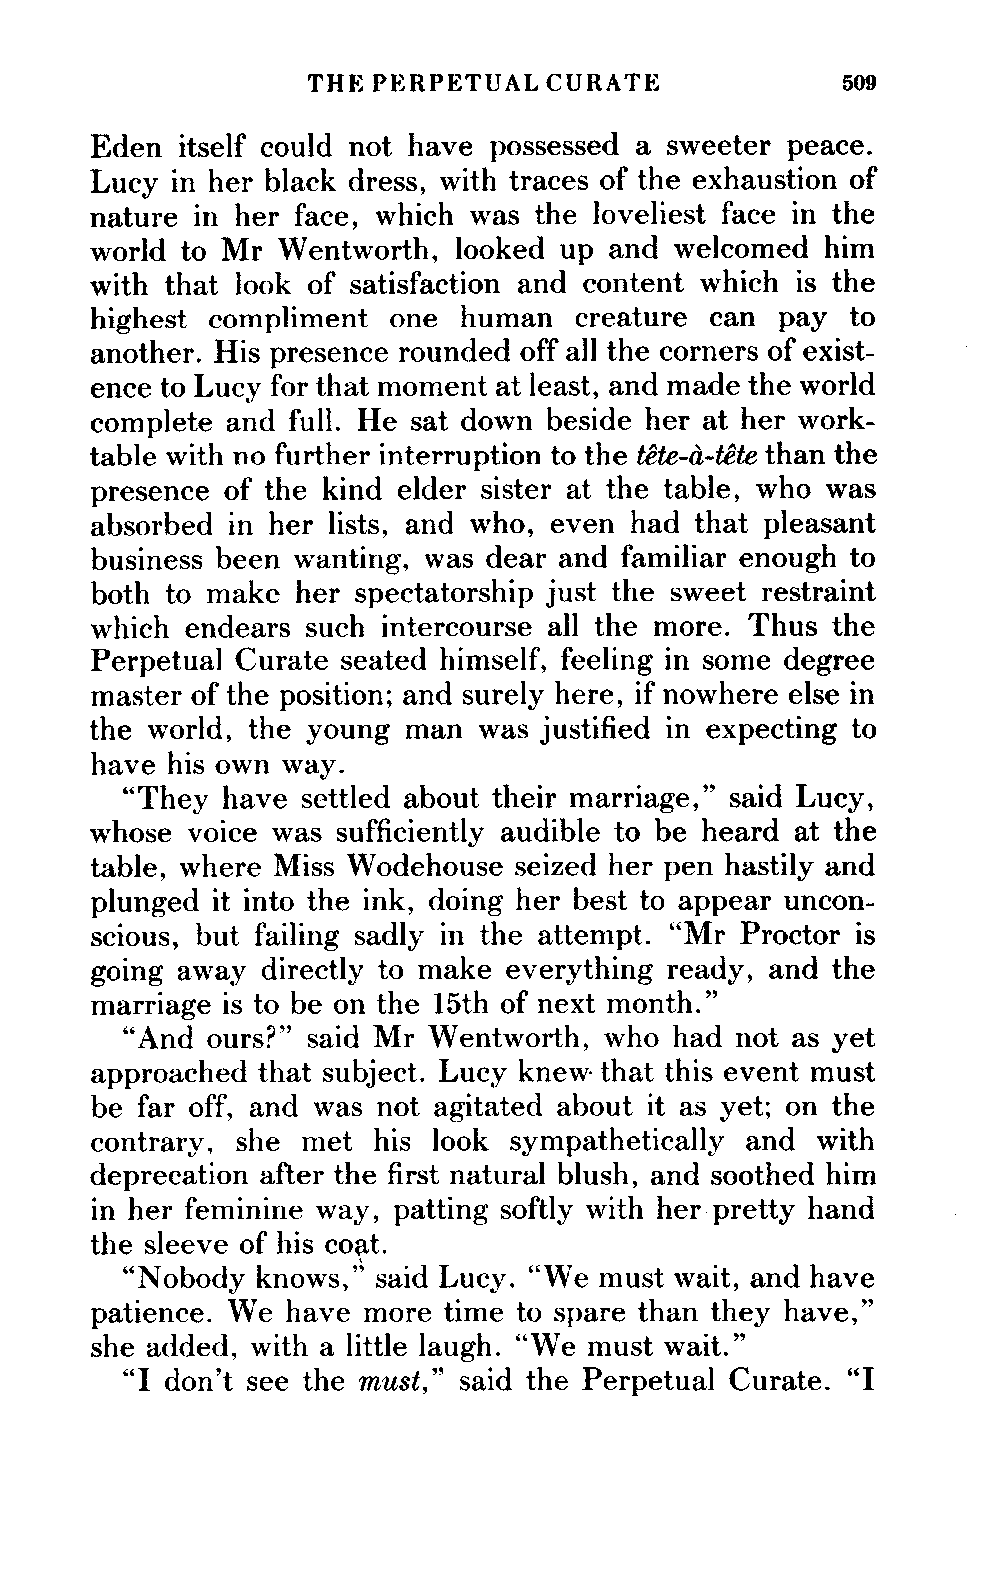 THE PERPETUAL CURATE 509
Eden itself could not have possessed a sweeter peace.
Lucy in her black dress, with traces of the exhaustion of
nature in her face, which was the loveliest face in the
world to Mr Wentworth, looked up and welcomed him
with that look of satisfaction and content which is the
highest compliment one human creature can pay to
another. His presence rounded off all the corners of exist-
ence to Lucy for that moment at least, and made the world
complete and full. He sat down beside her at her work-
table with no further interruption to the tête-à-tête than the
presence of the kind elder sister at the table, who was
absorbed in her lists, and who, even had that pleasant
business been wanting, was dear and familiar enough to
both to make her spectatorship just the sweet restraint
which endears such intercourse all the more. Thus the
Perpetual Curate seated himself, feeling in some degree
master of the position; and surely here, if nowhere else in
the world, the young man was justified in expecting to
have his own way.
“They have settled about their marriage,” said Lucy,
whose voice was sufficiently audible to be heard at the
table, where Miss Wodehouse seized her pen hastily and
plunged it into the ink, doing her best to appear uncon-
scious, but failing sadly in the attempt. “Mr Proctor is
going away directly to make everything ready, and the
marriage is to be on the 15th of next month.”
“And ours?” said Mr Wentworth, who had not as yet
approached that subject. Lucy knew that this event must
be far off, and was not agitated about it as yet; on the
contrary, she met his look sympathetically and with
deprecation after the first natural blush, and soothed him
in her feminine way, patting softly with her pretty hand
the sleeve of his coat.
“Nobody knows,” said Lucy. “We must wait, and have
patience. We have more time to spare than they have,”
she added, with a little laugh. “We must wait.”
“I don’t see the must,” said the Perpetual Curate. “I